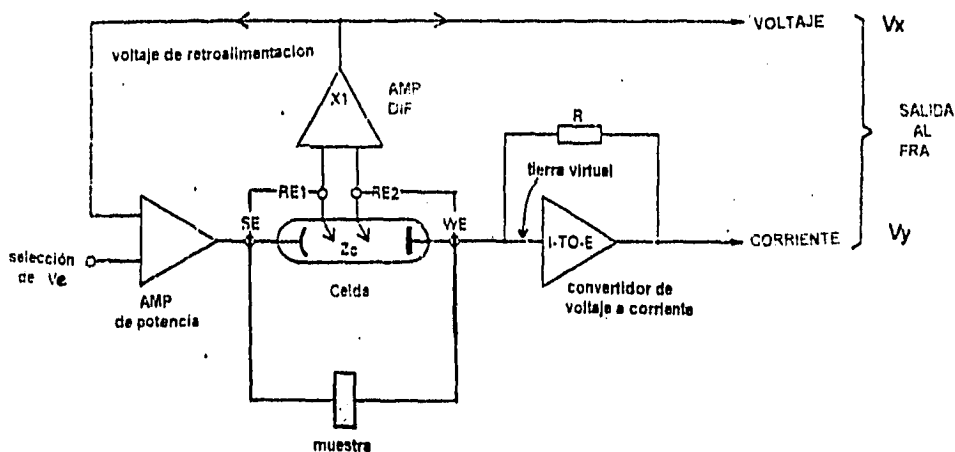 VOLTAJE
Vx
voltaje de retroalimentacion
X1
AMP
DIF
SALIDA
AL
FRA
R
tierra virtual
RE1
RE2
SE
WE
Zc
I-TO-E
CORRIENTE
Vy
selección
de Ve
Celda
convertidor de
voltaje a corriente
AMP
de potencia
muestra